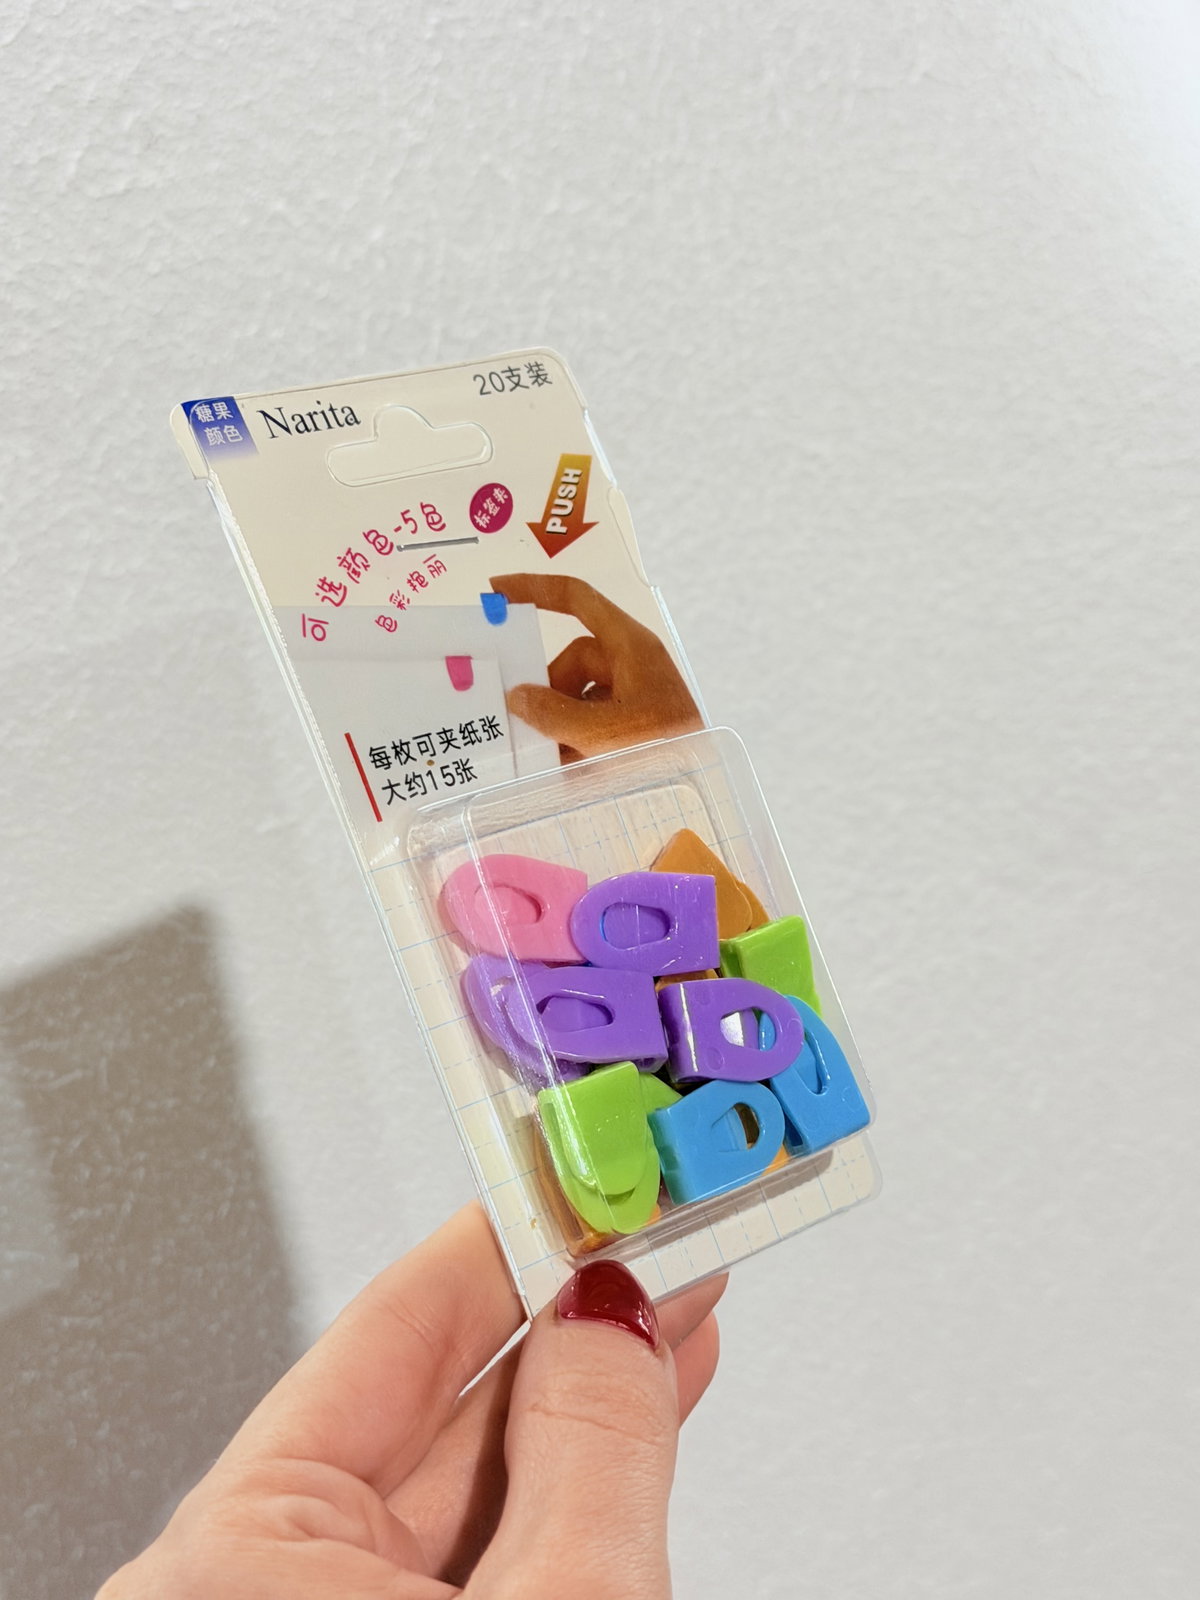 糖果
颜色
Narita
20支装
PUSH
标签夹
可选颜色-5色
色彩艳丽
每枚可夹纸张
大约15张